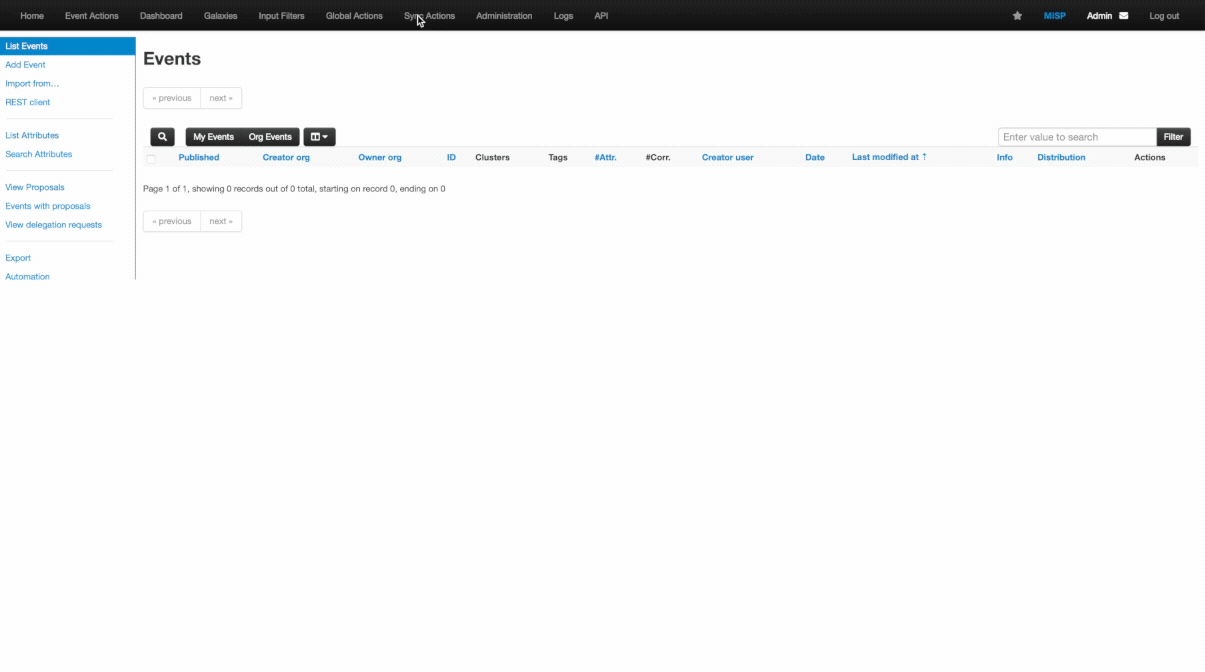 Home Event Actions Dashboard Galaxies Input Filters Global Actions Sync Actions Administration Logs API MISP Admin Log out
List Events
Add Event
Import from…
REST client
List Attributes
Search Attributes
View Proposals
Events with proposals
View delegation requests
Export
Automation
Events
« previous next »
My Events Org Events Enter value to search Filter
Published Creator org Owner org ID Clusters Tags #Attr. #Corr. Creator user Date Last modified at ↑ Info Distribution Actions
Page 1 of 1, showing 0 records out of 0 total, starting on record 0, ending on 0
« previous next »